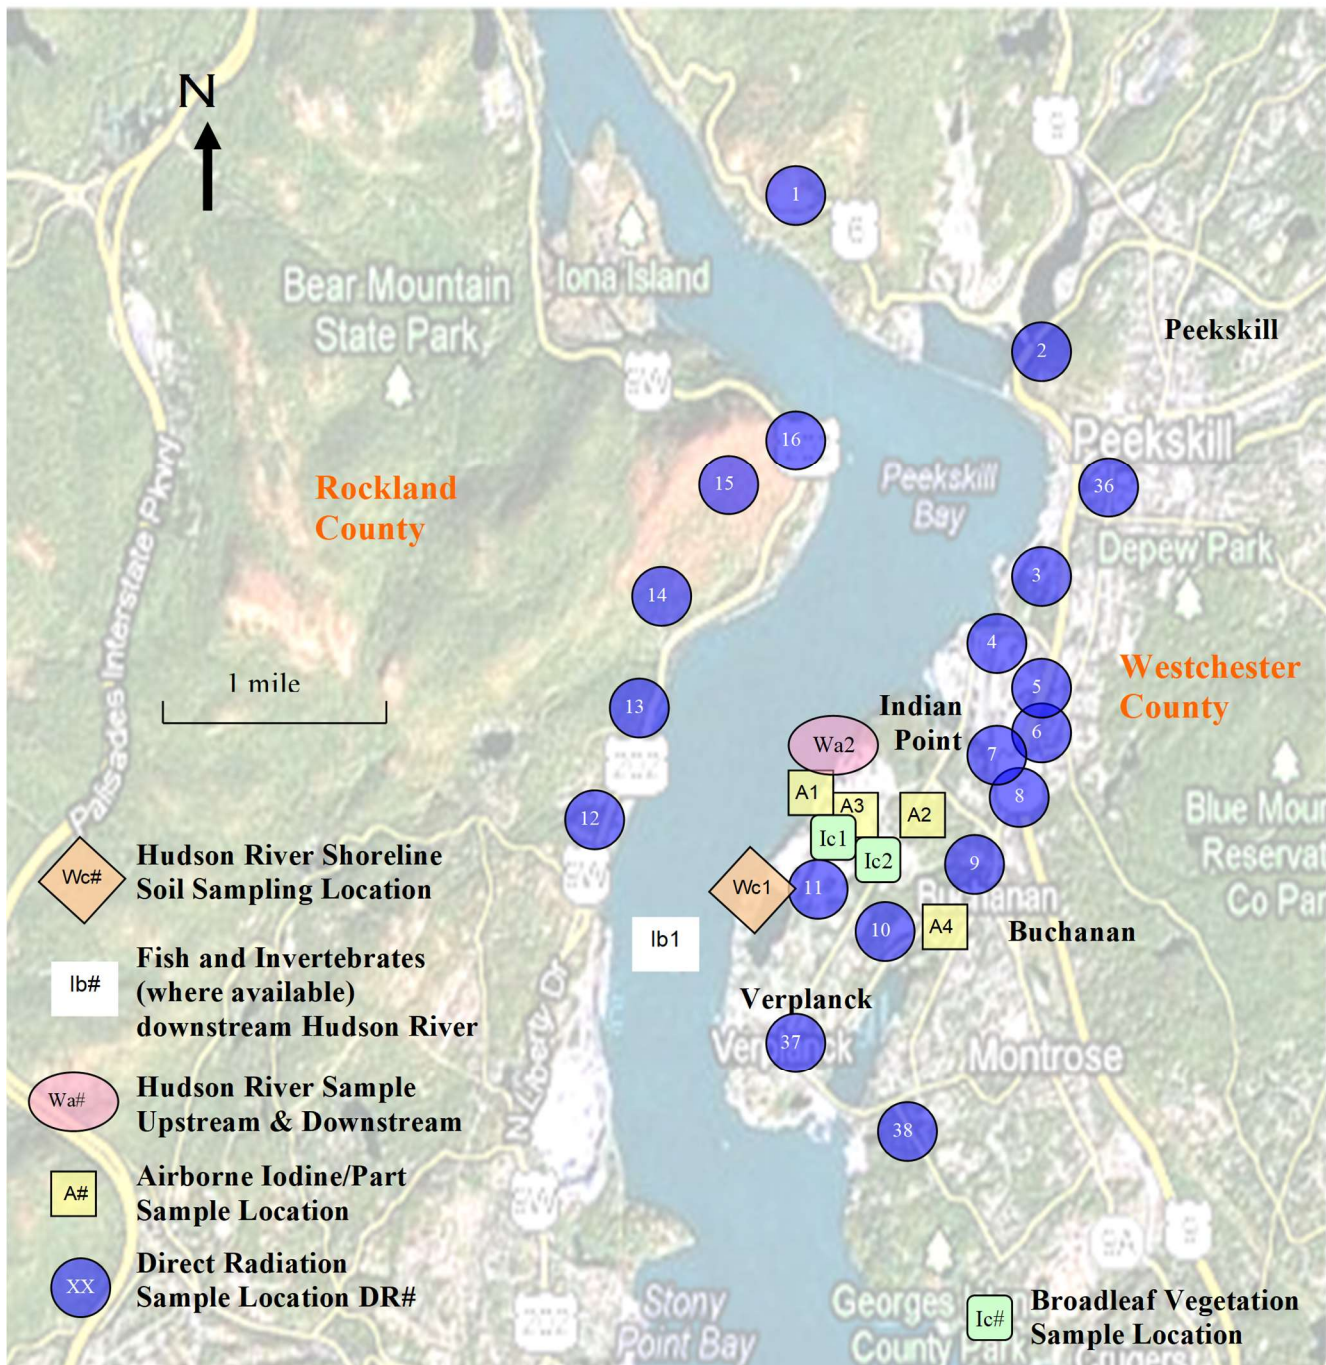 N
1
Iona Island
Bear Mountain
State Park
2
Peekskill
16
Peekskill
15
Peekskill
Bay
36
Rockland
County
Depew Park
3
14
4
Westchester
County
1 mile
5
13
Indian
Point
6
7
Wa2
Palisades Interstate Pkwy
A1
A3
A2
8
12
Blue Moun
Reservat
Co Par
Ic1
Ic2
9
Wc#
Hudson River Shoreline
Soil Sampling Location
Wc1
11
10
A4
Buchanan
Ib1
Ib#
Fish and Invertebrates
(where available)
downstream Hudson River
N Liberty Dr
Verplanck
37
Verplanck
Montrose
Wa#
Hudson River Sample
Upstream & Downstream
38
A#
Airborne Iodine/Part
Sample Location
XX
Direct Radiation
Sample Location DR#
Stony
Point Bay
Georges
County Park
Ic#
Broadleaf Vegetation
Sample Location